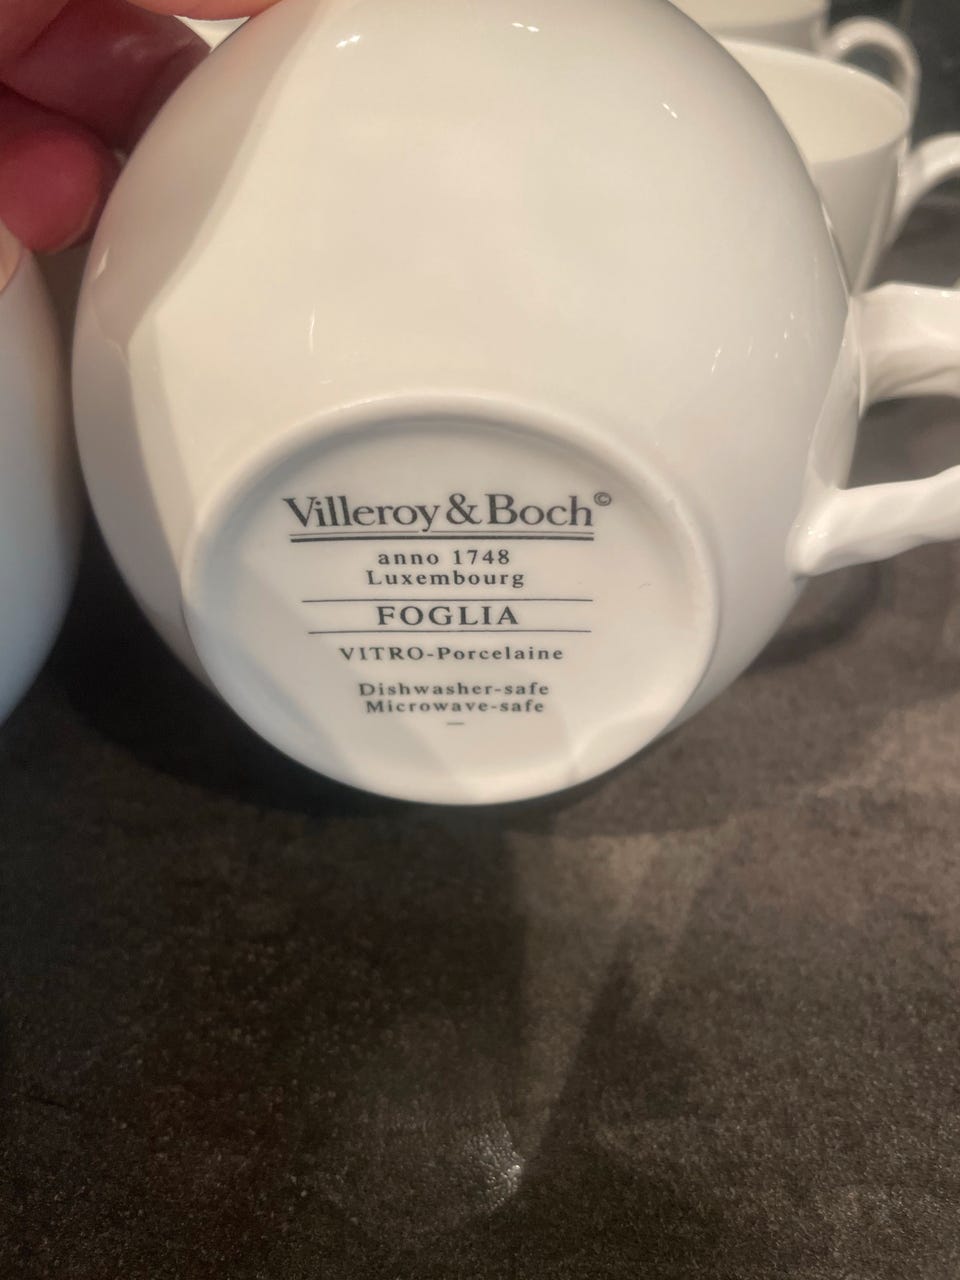 Villeroy & Boch©
anno 1748
Luxembourg
FOGLIA
VITRO-Porcelaine
Dishwasher-safe
Microwave-safe